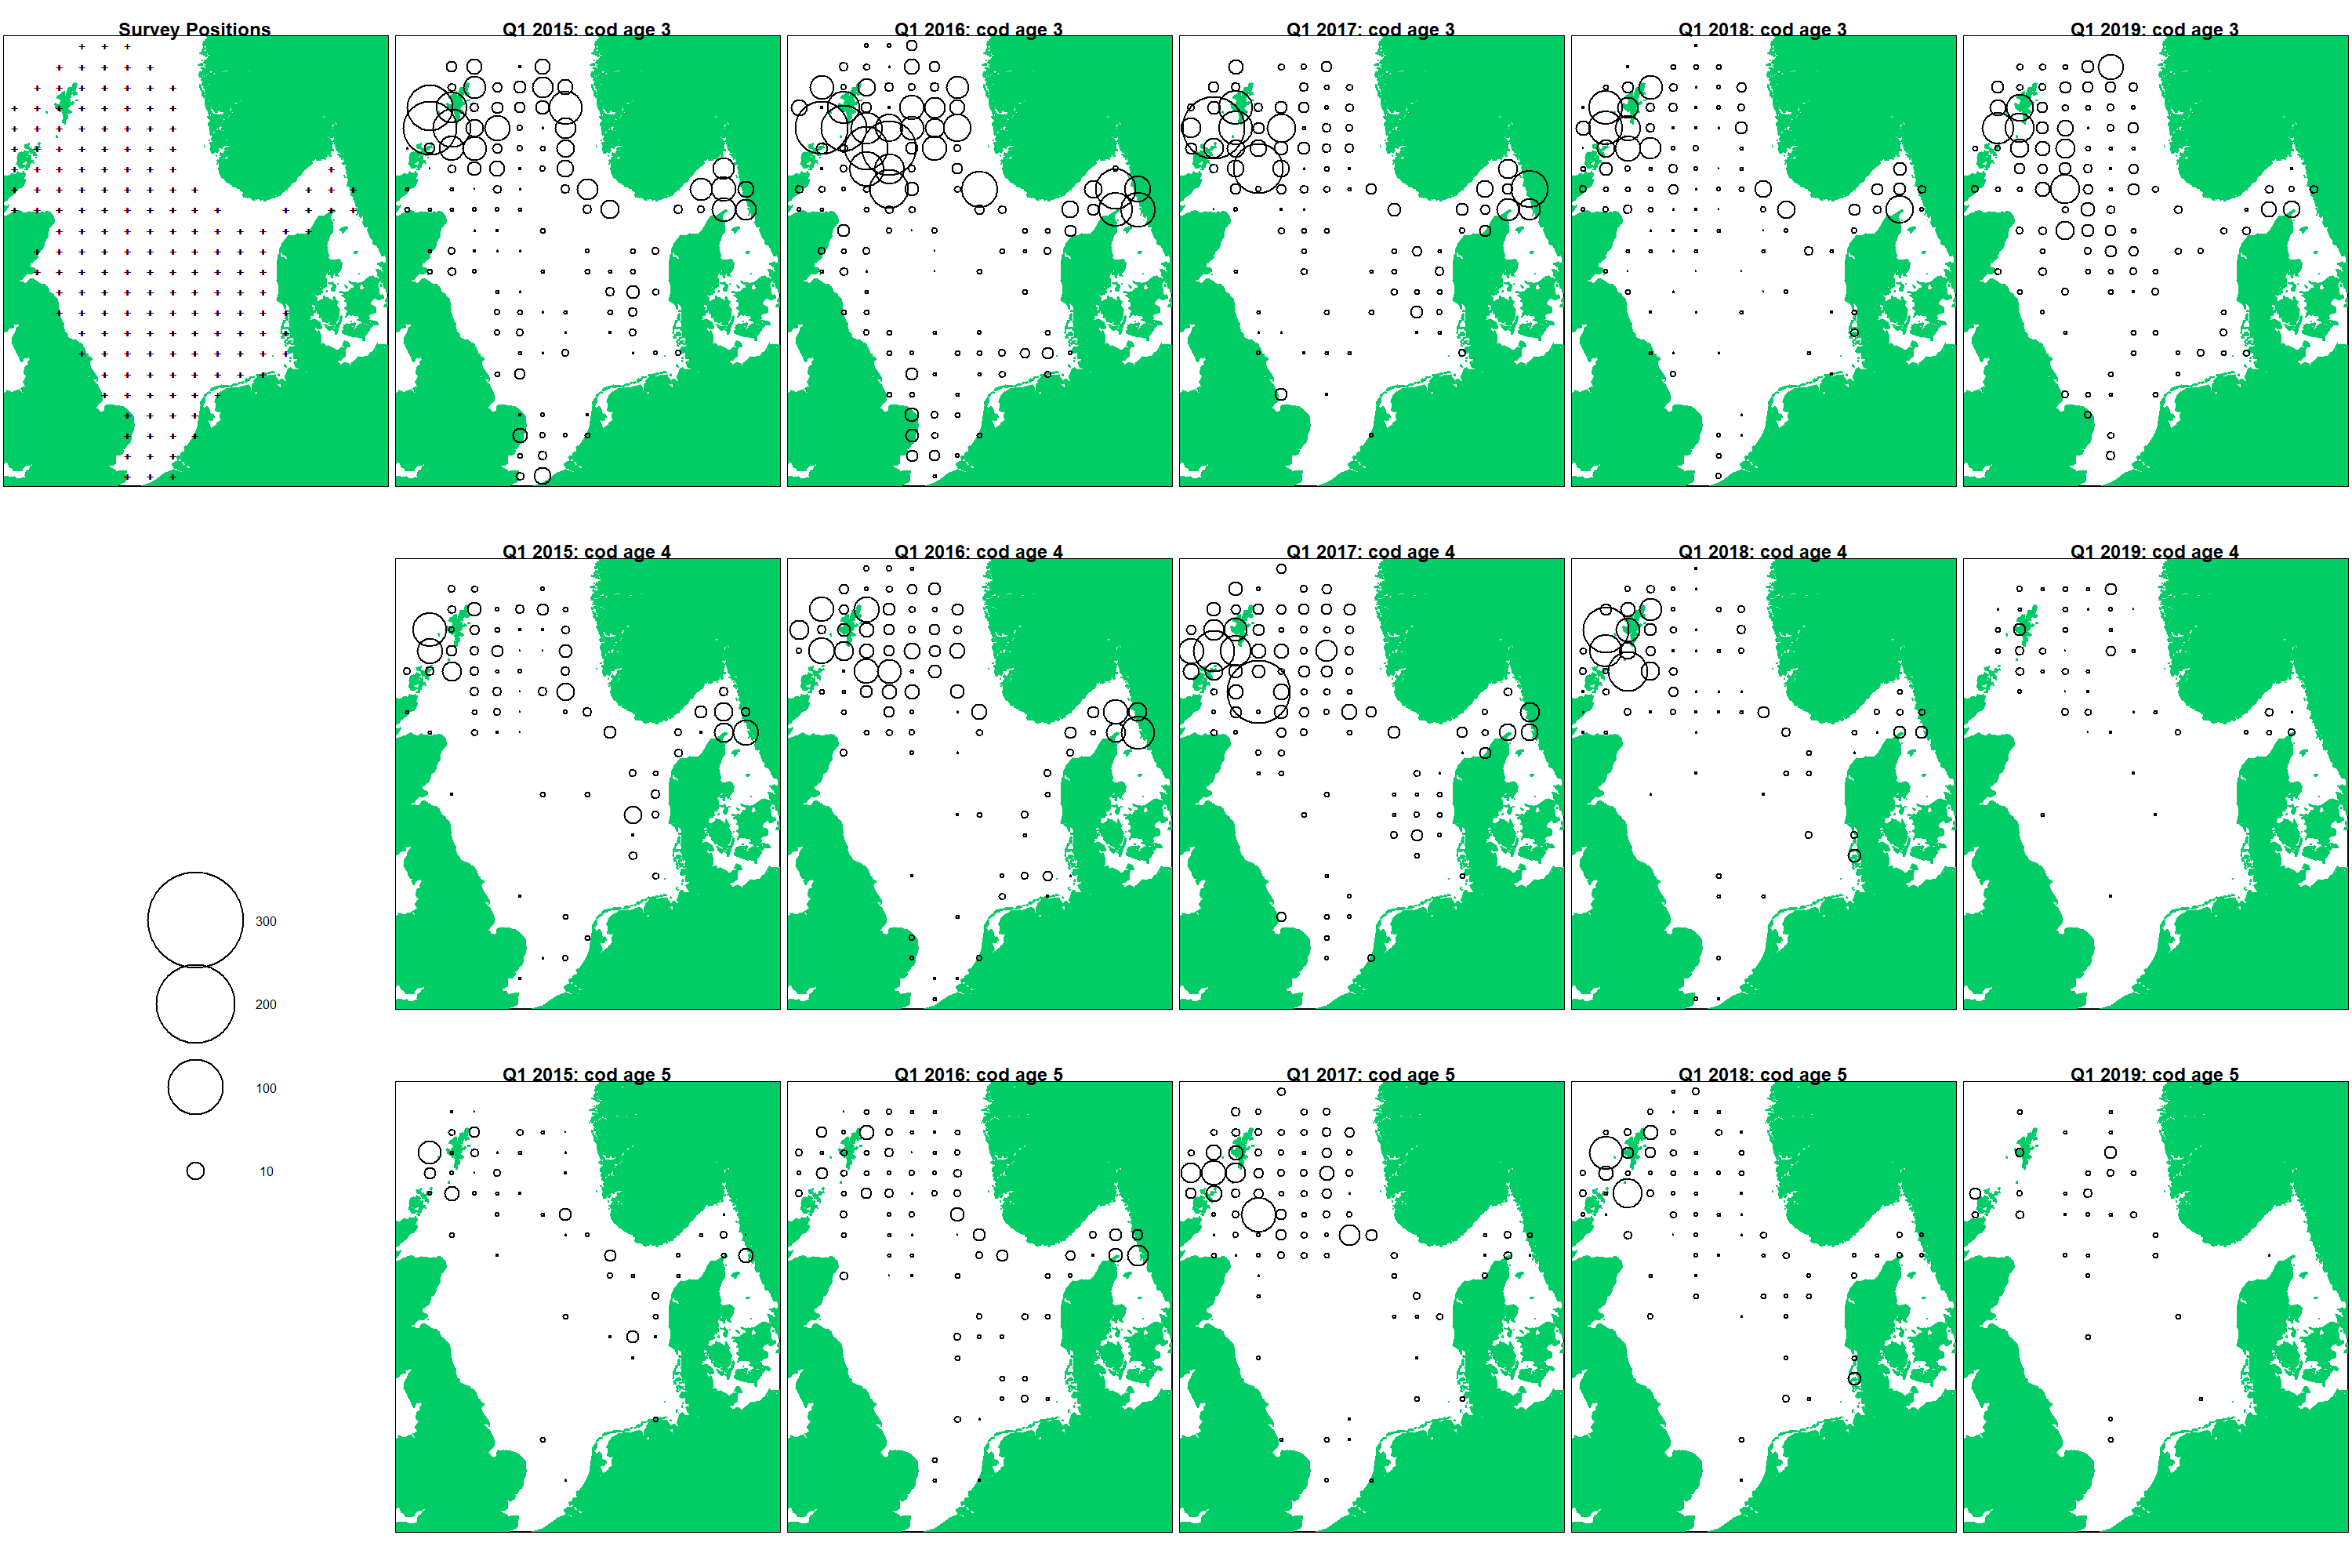 Survey Positions
Q1 2015: cod age 3
Q1 2016: cod age 3
Q1 2017: cod age 3
Q1 2018: cod age 3
Q1 2019: cod age 3
Q1 2015: cod age 4
Q1 2016: cod age 4
Q1 2017: cod age 4
Q1 2018: cod age 4
Q1 2019: cod age 4
300
200
100
10
Q1 2015: cod age 5
Q1 2016: cod age 5
Q1 2017: cod age 5
Q1 2018: cod age 5
Q1 2019: cod age 5